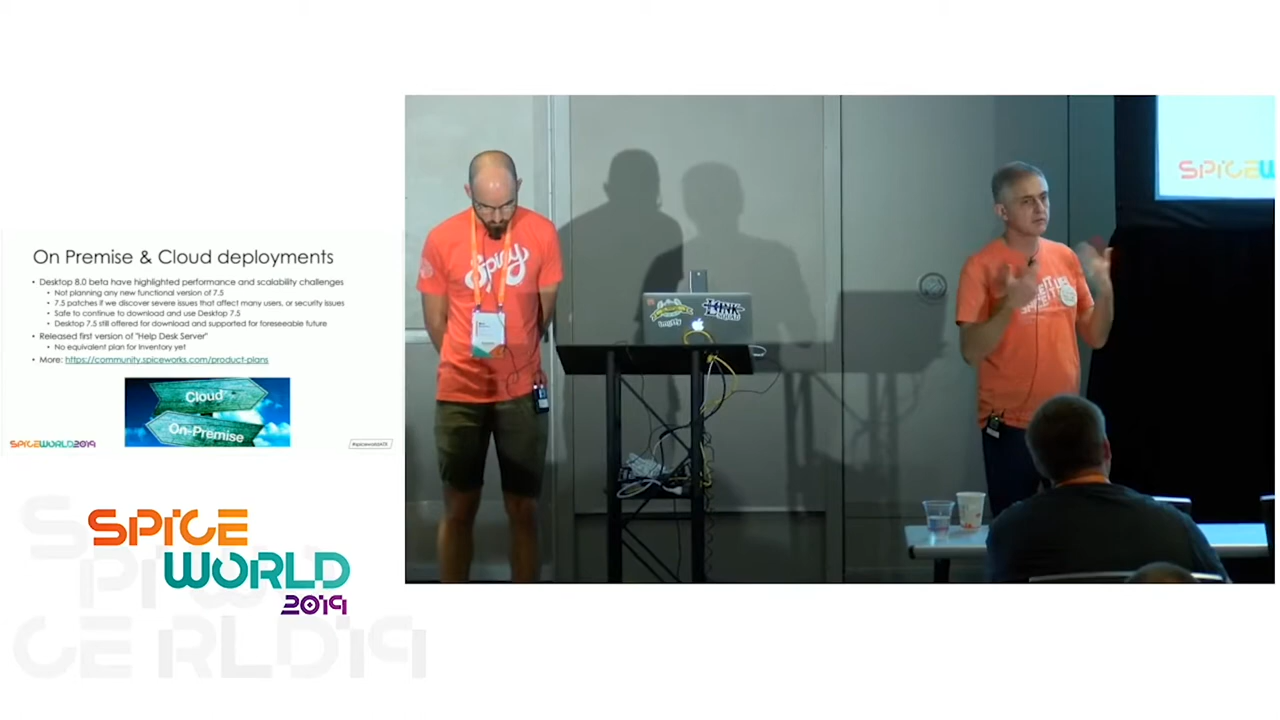 On Premise & Cloud deployments
• Desktop 8.0 beta have highlighted performance and scalability challenges
• Not planning any new functional version of 7.5
• 7.5 patches if we discover severe issues that affect many users, or security issues
• Safe to continue to download and use Desktop 7.5
• Desktop 7.5 still offered for download and supported for foreseeable future
• Released first version of "Help Desk Server"
• No equivalent plan for Inventory yet
• More: https://community.spiceworks.com/product-plans
Cloud
On-Premise
SPICEWORLD2019
#spiceworldATX
SPICE
WORLD
2019
Spicy
SPICEW